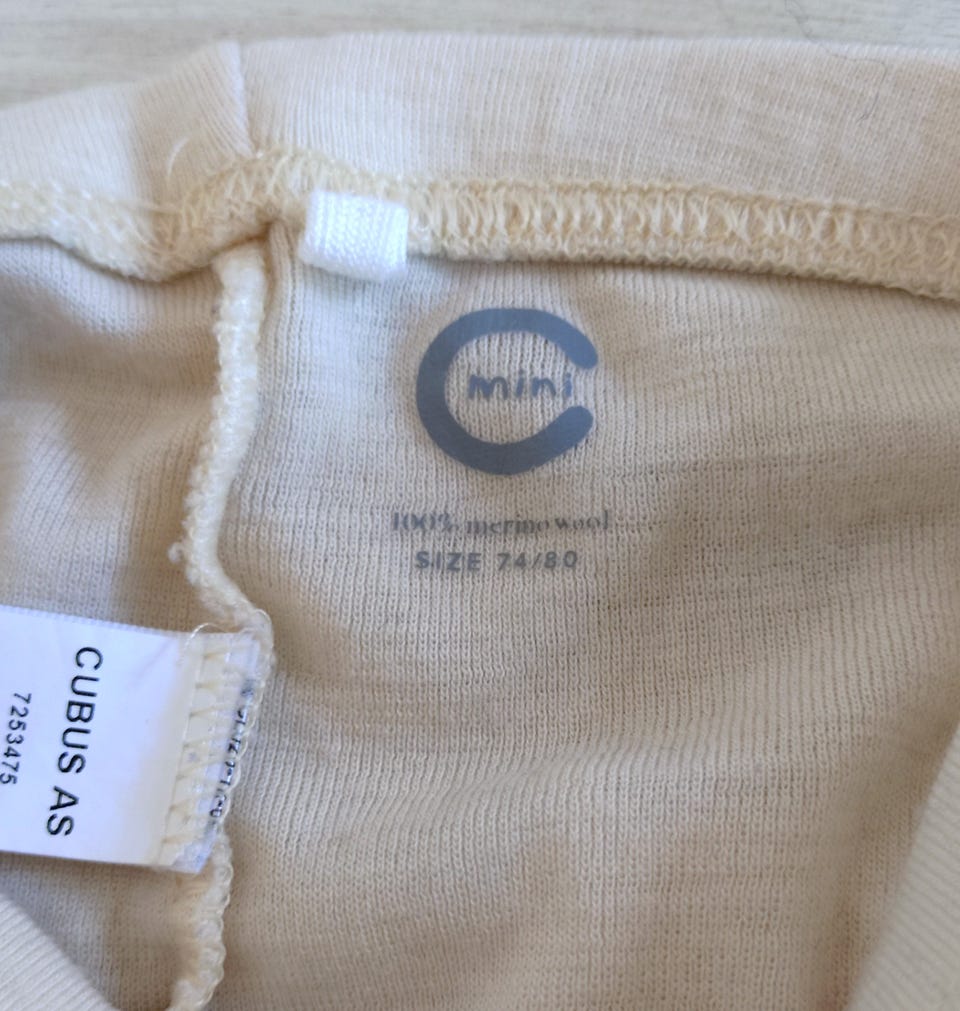 mini
100% merino wool
SIZE 74/80
CUBUS AS
7253475